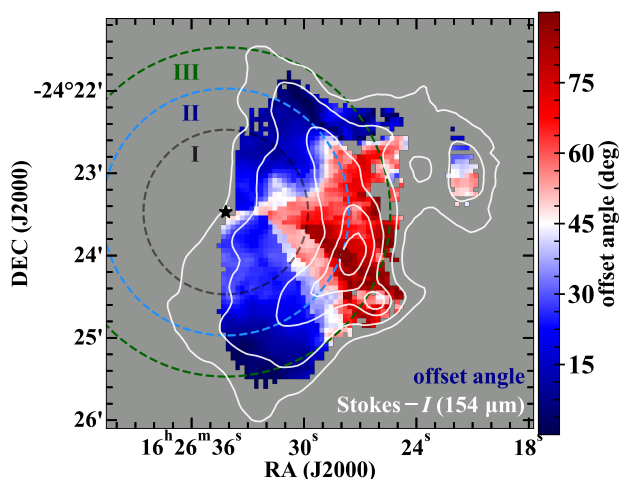 III
II
I
-24°22'
23'
24'
25'
26'
DEC (J2000)
16ʰ26ᵐ36ˢ
30ˢ
24ˢ
18ˢ
RA (J2000)
offset angle
Stokes – I (154 μm)
75
60
45
30
15
offset angle (deg)